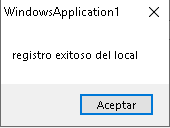 WindowsApplication1
registro exitoso del local
Aceptar